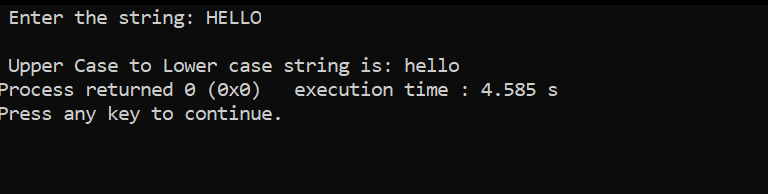 Enter the string: HELLO
Upper Case to Lower case string is: hello
Process returned 0 (0x0)   execution time : 4.585 s
Press any key to continue.